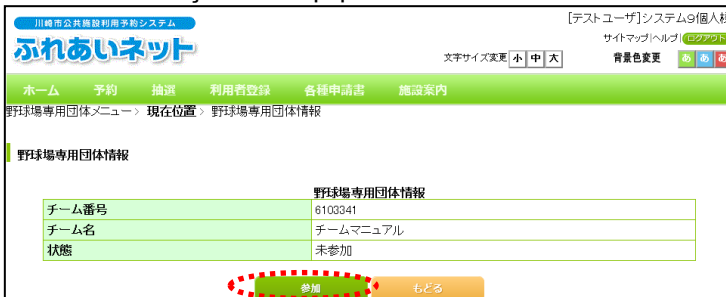 川崎市公共施設利用予約システム
[テストユーザ]システム9個人様
ふれあいネット
サイトマップ|ヘルプ|ログアウト
文字サイズ変更 小 中 大 背景色変更 あ あ あ
ホーム 予約 抽選 利用者登録 各種申請書 施設案内
野球場専用団体メニュー> 現在位置> 野球場専用団体情報
野球場専用団体情報
野球場専用団体情報
チーム番号 6103341
チーム名 チームマニュアル
状態 未参加
参加 もどる